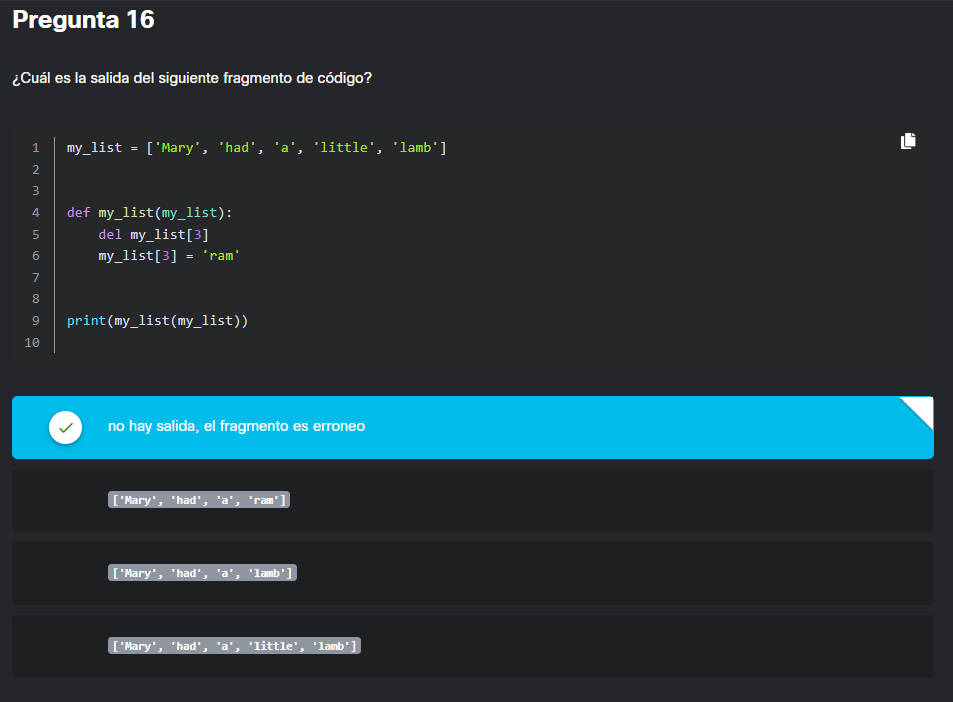 Pregunta 16
¿Cuál es la salida del siguiente fragmento de código?
1 my_list = ['Mary', 'had', 'a', 'little', 'lamb']
2
3
4 def my_list(my_list):
5     del my_list[3]
6     my_list[3] = 'ram'
7
8
9 print(my_list(my_list))
10
no hay salida, el fragmento es erroneo
['Mary', 'had', 'a', 'ram']
['Mary', 'had', 'a', 'lamb']
['Mary', 'had', 'a', 'little', 'lamb']